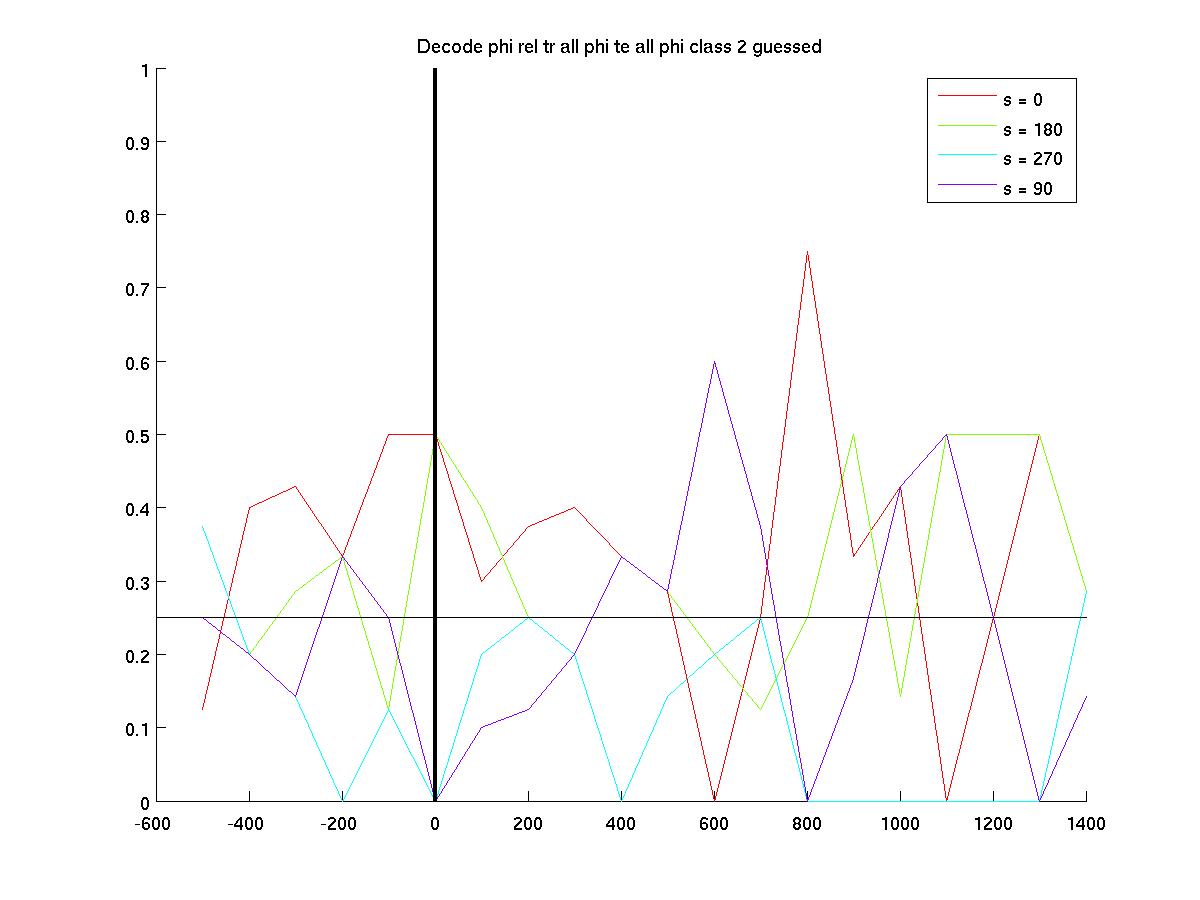 Decode phi rel tr all phi te all phi class 2 guessed
s = 0
s = 180
s = 270
s = 90
1
0.9
0.8
0.7
0.6
0.5
0.4
0.3
0.2
0.1
0
-600 -400 -200 0 200 400 600 800 1000 1200 1400